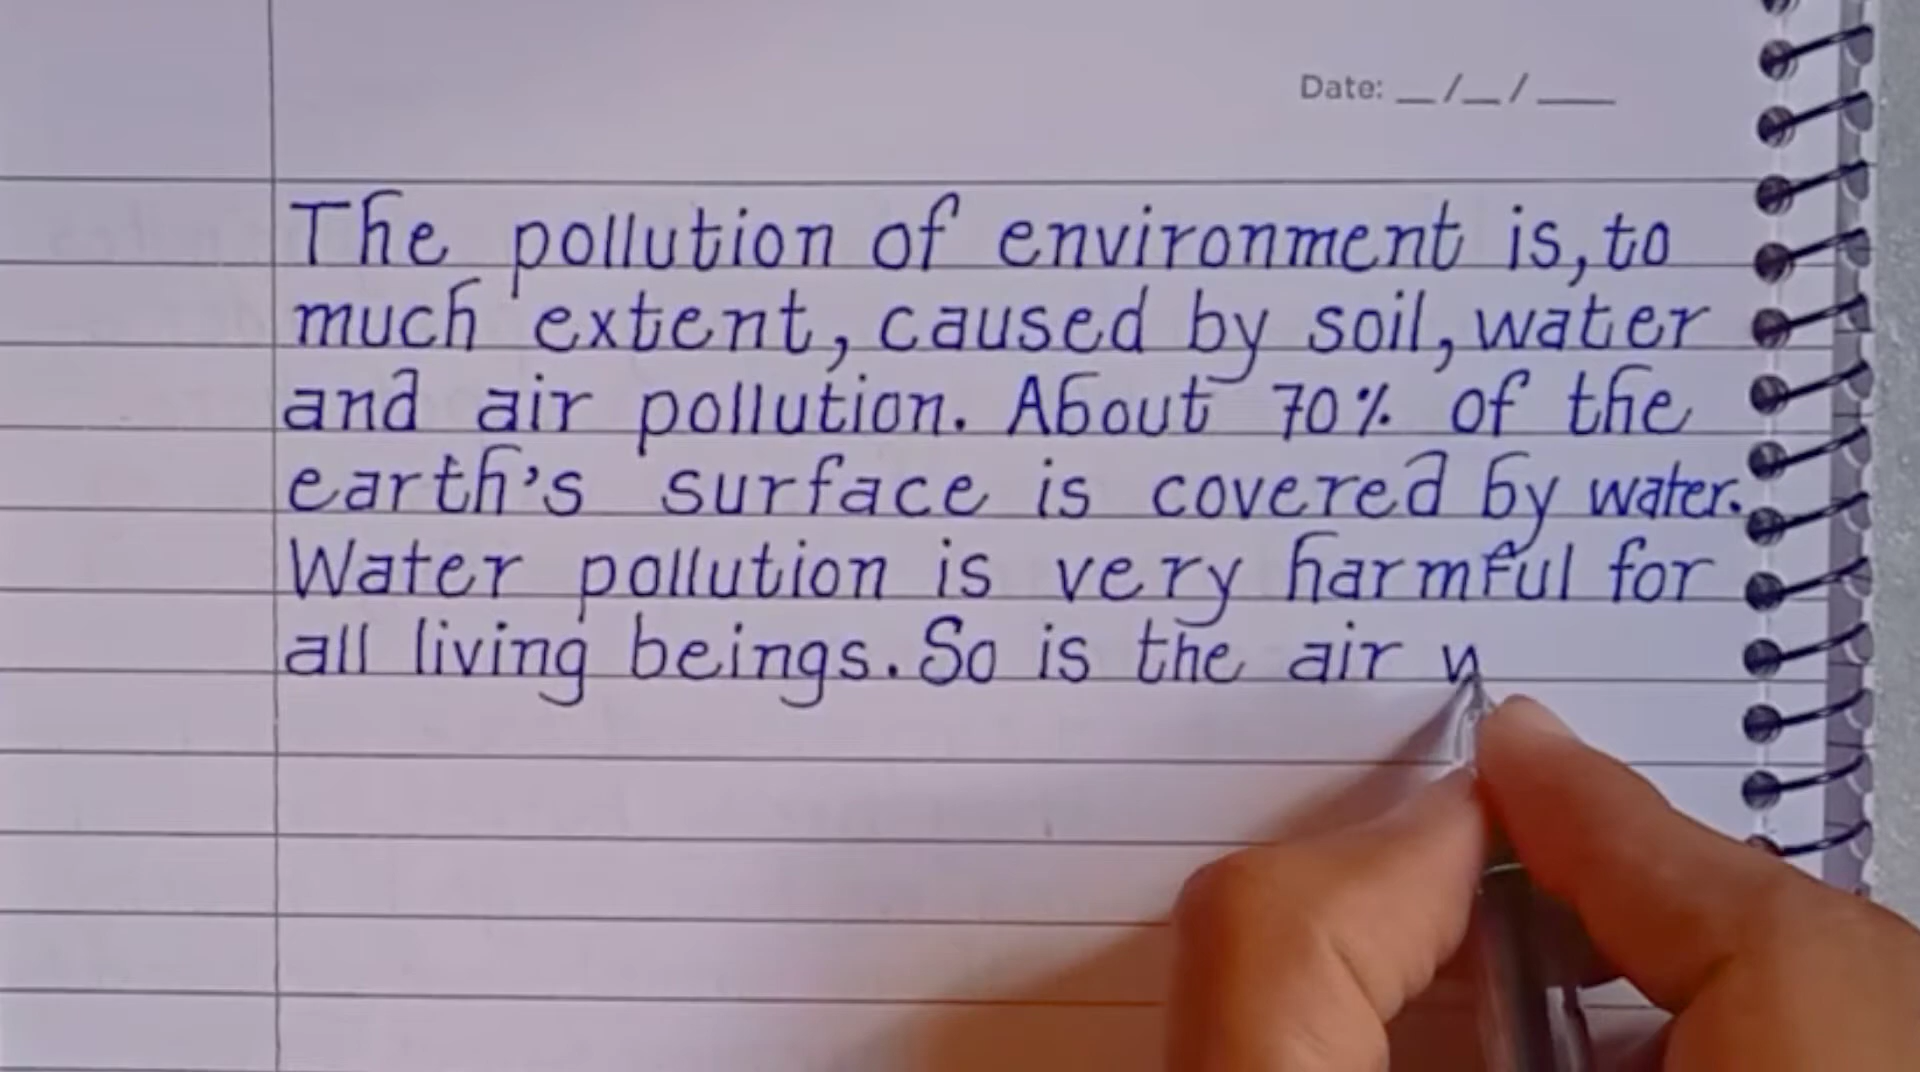 Date: __/__/____
The pollution of environment is, to
much extent, caused by soil, water
and air pollution. About 70% of the
earth's surface is covered by water.
Water pollution is very harmful for
all living beings. So is the air